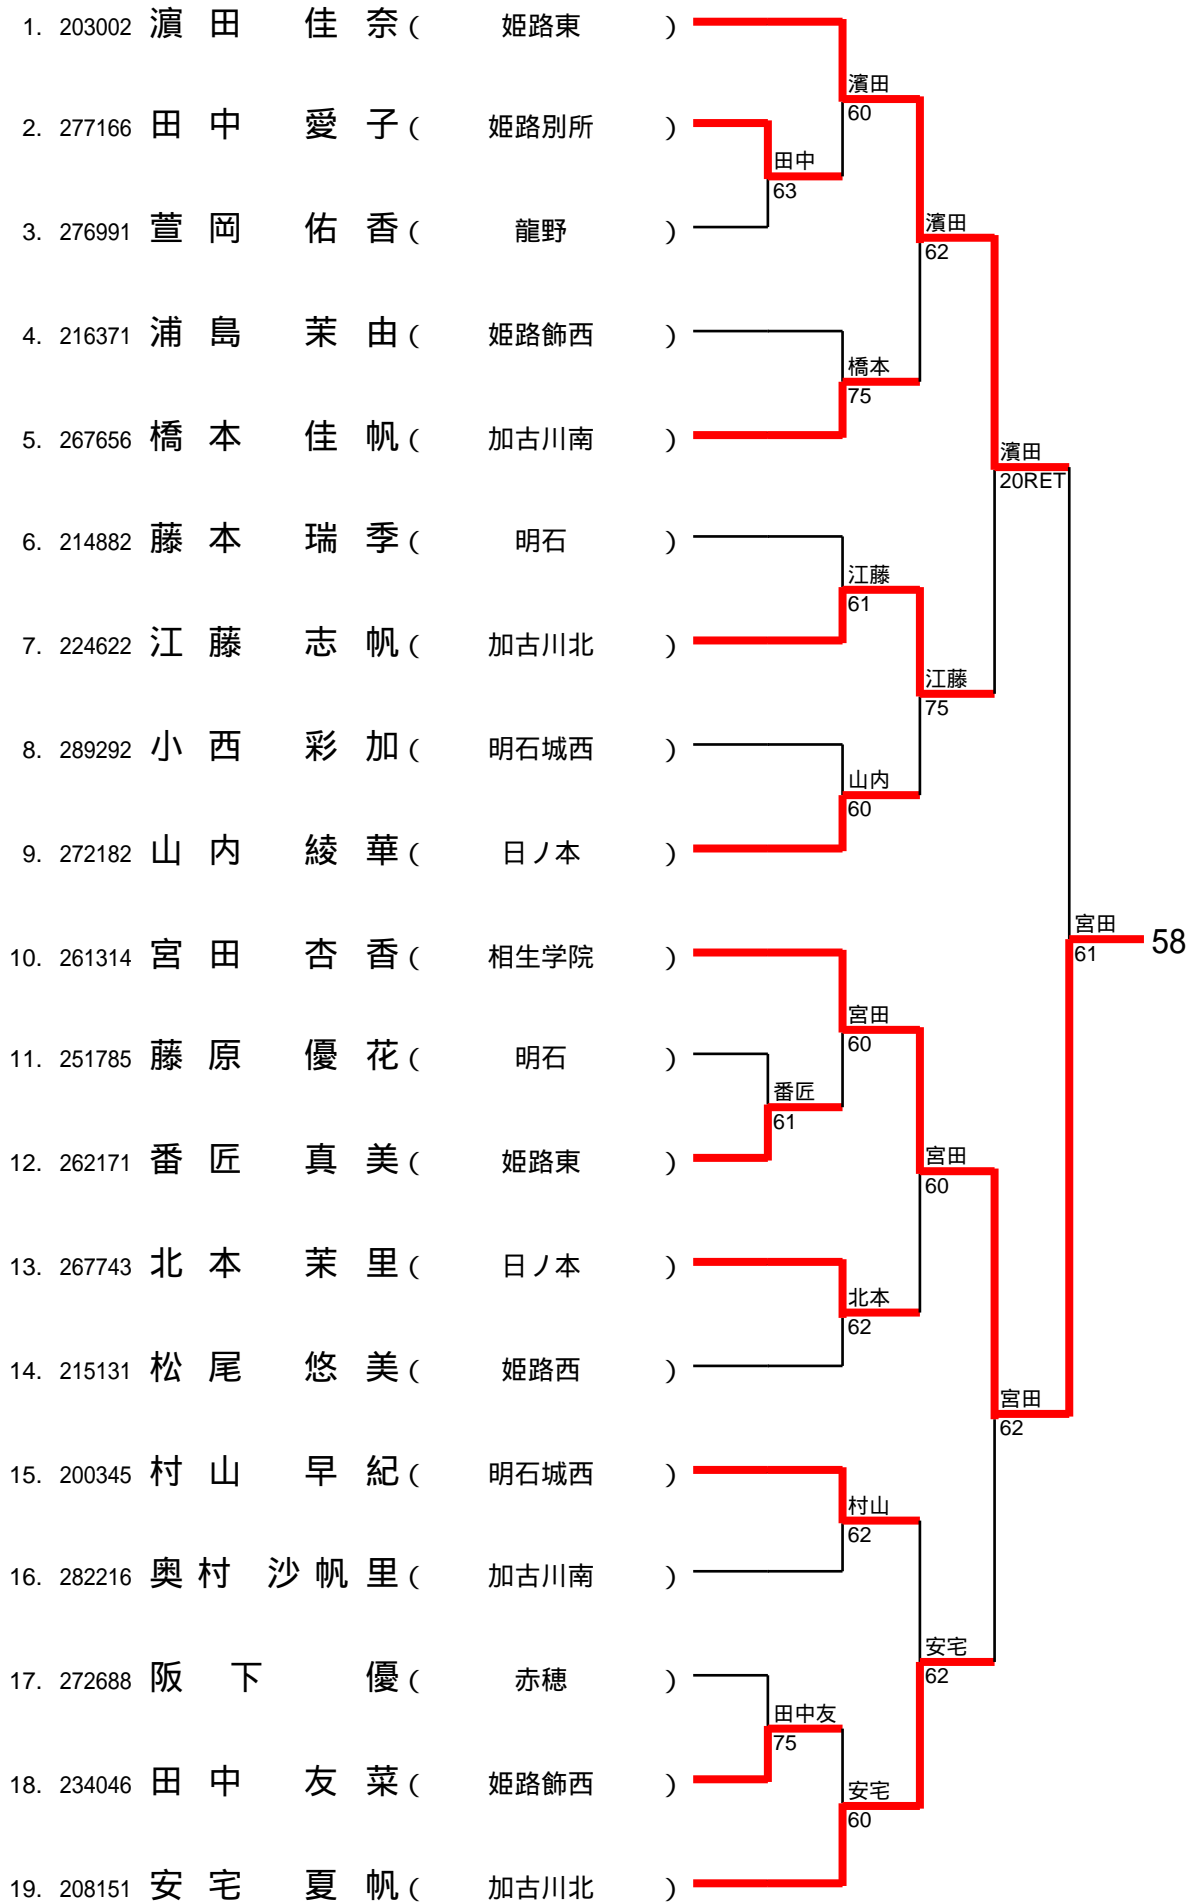 1. 203002 濵田 佳奈 ( 姫路東 )
濱田
60
2. 277166 田中 愛子 ( 姫路別所 )
田中
63
3. 276991 萱岡 佑香 ( 龍野 )
濱田
62
4. 216371 浦島 茉由 ( 姫路飾西 )
橋本
75
5. 267656 橋本 佳帆 ( 加古川南 )
濱田
20RET
6. 214882 藤本 瑞季 ( 明石 )
江藤
61
7. 224622 江藤 志帆 ( 加古川北 )
江藤
75
8. 289292 小西 彩加 ( 明石城西 )
山内
60
9. 272182 山内 綾華 ( 日ノ本 )
宮田
61
58
10. 261314 宮田 杏香 ( 相生学院 )
宮田
60
11. 251785 藤原 優花 ( 明石 )
番匠
61
12. 262171 番匠 真美 ( 姫路東 )
宮田
60
13. 267743 北本 茉里 ( 日ノ本 )
北本
62
14. 215131 松尾 悠美 ( 姫路西 )
宮田
62
15. 200345 村山 早紀 ( 明石城西 )
村山
62
16. 282216 奥村 沙帆里 ( 加古川南 )
安宅
62
17. 272688 阪下 優 ( 赤穂 )
田中友
75
18. 234046 田中 友菜 ( 姫路飾西 )
安宅
60
19. 208151 安宅 夏帆 ( 加古川北 )